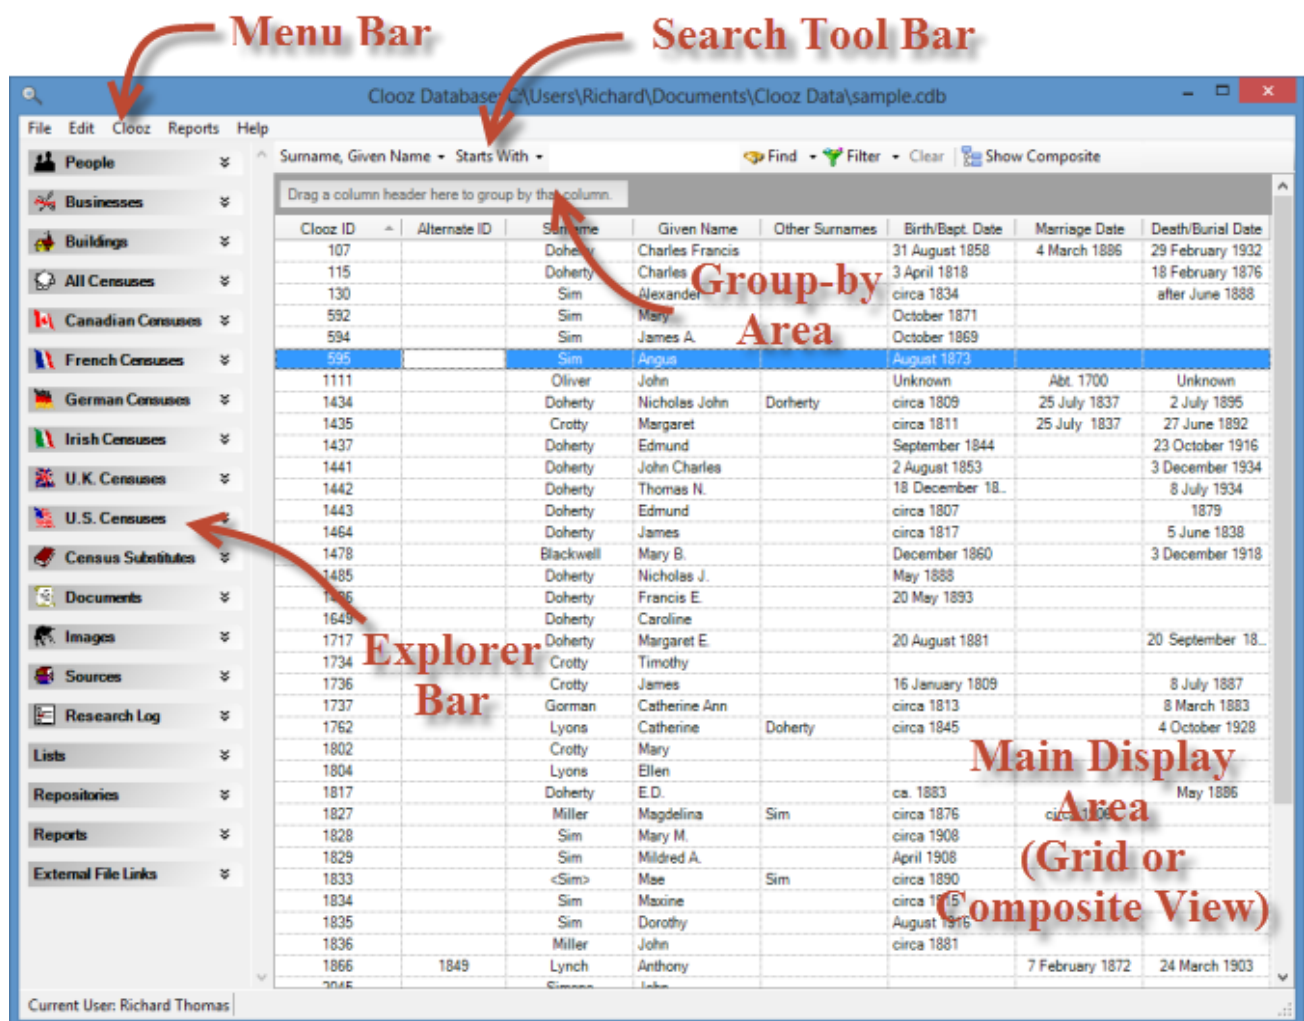 Menu Bar
Search Tool Bar
Clooz Database: C:\Users\Richard\Documents\Clooz Data\sample.cdb
File Edit Clooz Reports Help
Surname, Given Name Starts With Find Filter Clear Show Composite
Drag a column header here to group by that column.
People
Businesses
Buildings
All Censuses
Canadian Censuses
French Censuses
German Censuses
Irish Censuses
U.K. Censuses
U.S. Censuses
Census Substitutes
Documents
Images
Sources
Research Log
Lists
Repositories
Reports
External File Links
Clooz ID Alternate ID Surname Given Name Other Surnames Birth/Bapt. Date Marriage Date Death/Burial Date
107 Doherty Charles Francis 31 August 1858 4 March 1886 29 February 1932
115 Doherty Charles 3 April 1818 18 February 1876
130 Sim Alexander circa 1834 after June 1888
592 Sim Mary October 1871
594 Sim James A. October 1869
595 Sim Angus August 1873
1111 Oliver John Unknown Abt. 1700 Unknown
1434 Doherty Nicholas John Dorherty circa 1809 25 July 1837 2 July 1895
1435 Crotty Margaret circa 1811 25 July 1837 27 June 1892
1437 Doherty Edmund September 1844 23 October 1916
1441 Doherty John Charles 2 August 1853 3 December 1934
1442 Doherty Thomas N. 18 December 18... 8 July 1934
1443 Doherty Edmund circa 1807 1879
1464 Doherty James circa 1817 5 June 1838
1478 Blackwell Mary B. December 1860 3 December 1918
1485 Doherty Nicholas J. May 1888
Doherty Francis E. 20 May 1893
1649 Doherty Caroline
1717 Doherty Margaret E. 20 August 1881 20 September 18...
1734 Crotty Timothy
1736 Crotty James 16 January 1809 8 July 1887
1737 Gorman Catherine Ann circa 1813 8 March 1883
1762 Lyons Catherine Doherty circa 1845 4 October 1928
1802 Crotty Mary
1804 Lyons Ellen
1817 Doherty E.D. ca. 1883 May 1886
1827 Miller Magdelina Sim circa 1876
1828 Sim Mary M. circa 1908
1829 Sim Mildred A. April 1908
1833 <Sim> Mae Sim circa 1890
1834 Sim Maxine circa
1835 Sim Dorothy August 1916
1836 Miller John circa 1881
1866 1849 Lynch Anthony 7 February 1872 24 March 1903
Group-by
Area
Explorer
Bar
Main Display
Area
(Grid or
Composite View)
Current User: Richard Thomas